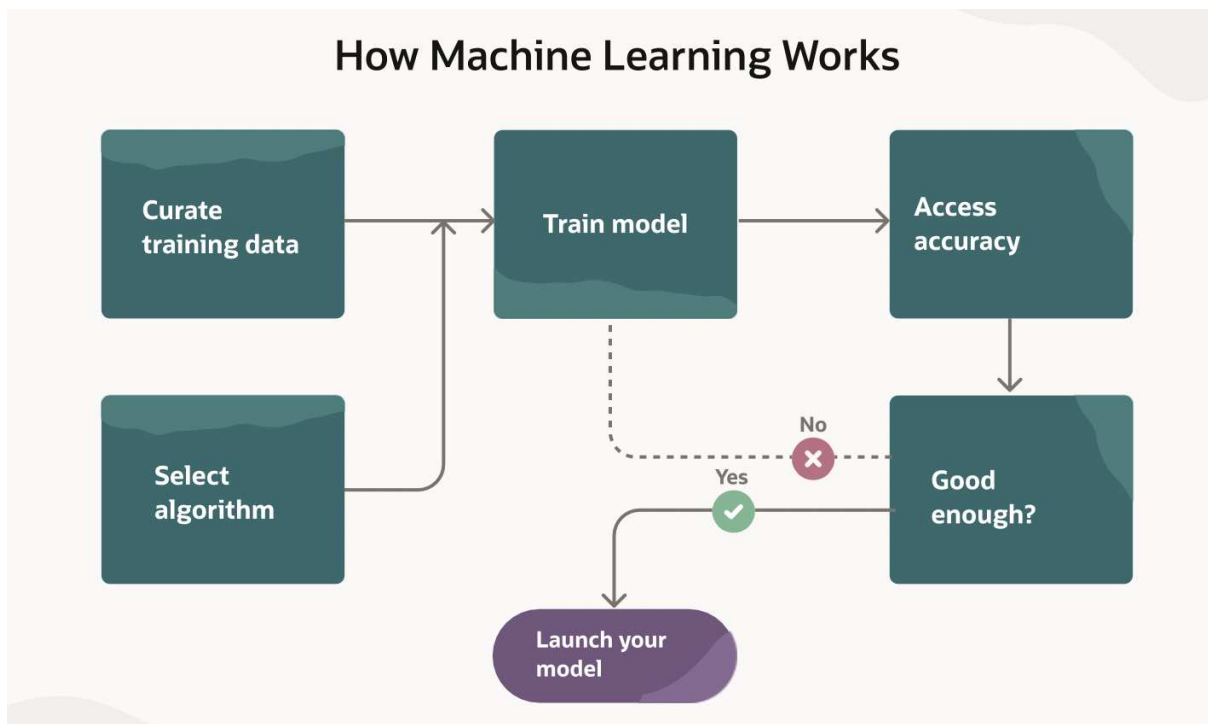 How Machine Learning Works
Curate
training data
Train model
Access
accuracy
Select
algorithm
No
Yes
Good
enough?
Launch your
model